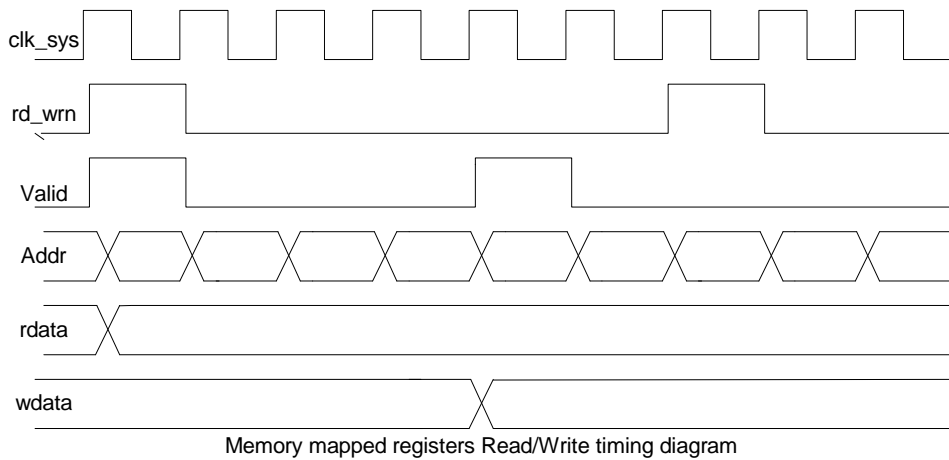 clk_sys
rd_wrn
Valid
Addr
rdata
wdata
Memory mapped registers Read/Write timing diagram